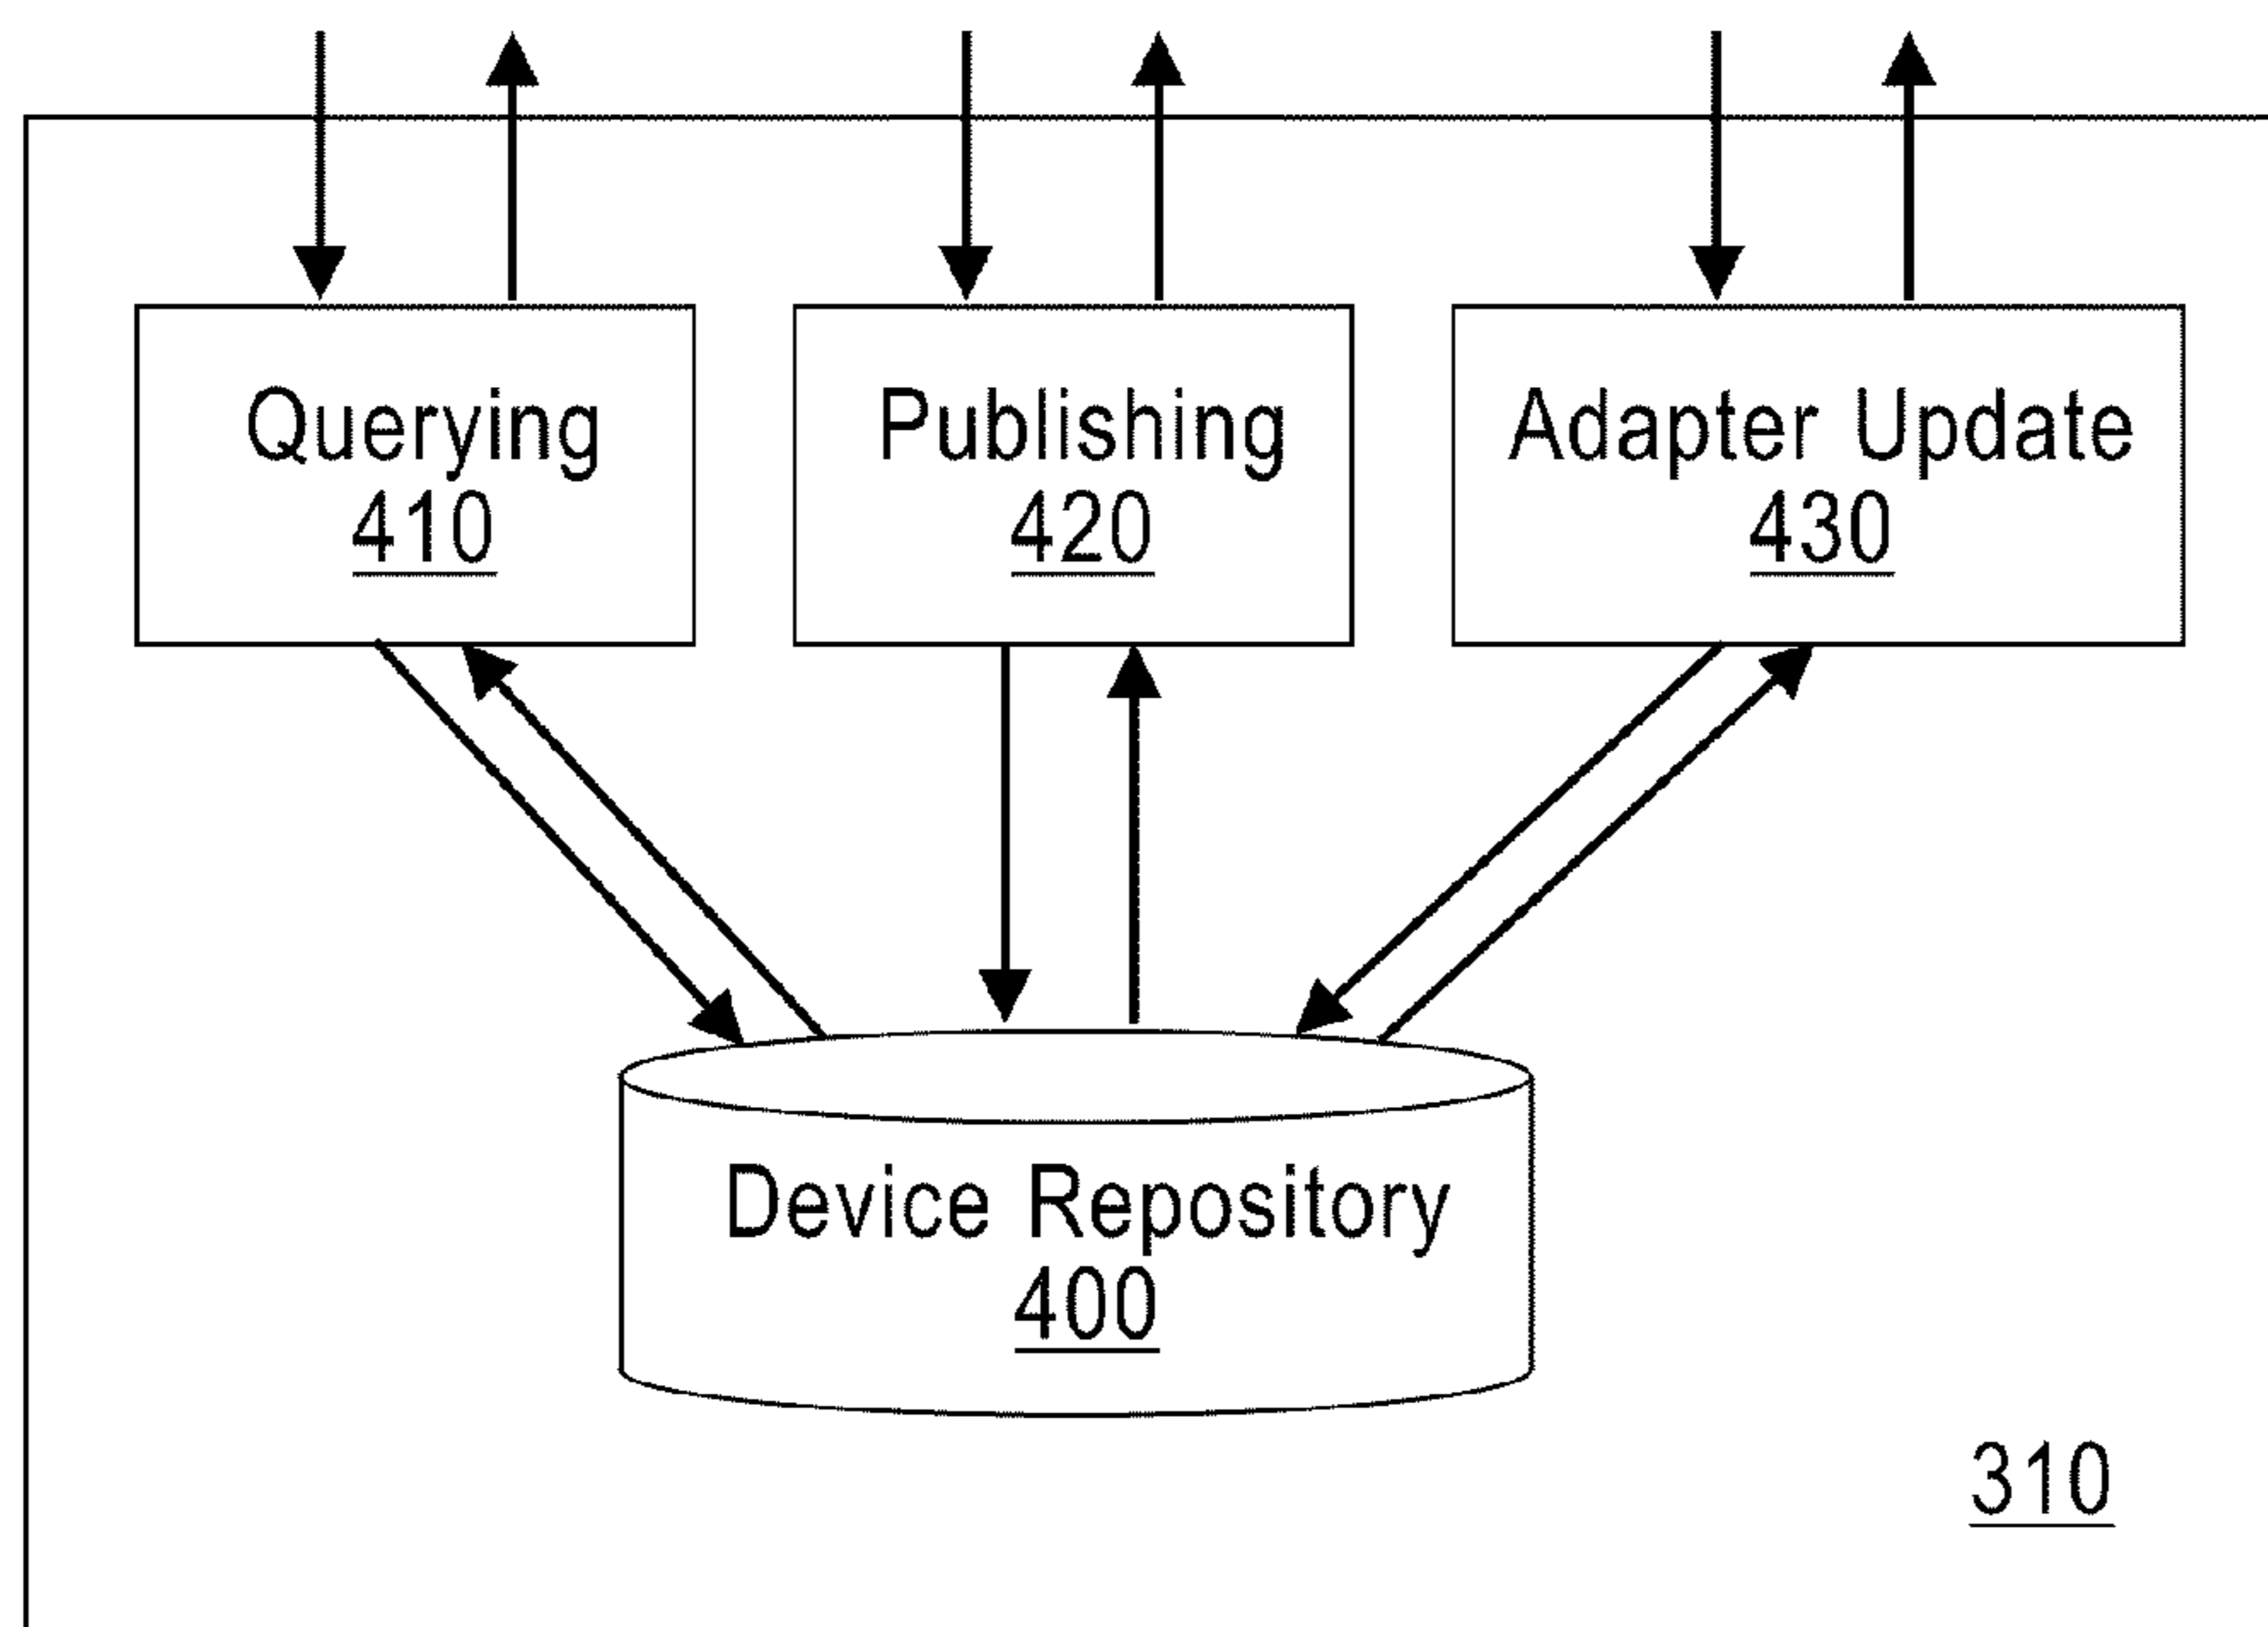 Querying
410
Publishing
420
Adapter Update
430
Device Repository
400
310